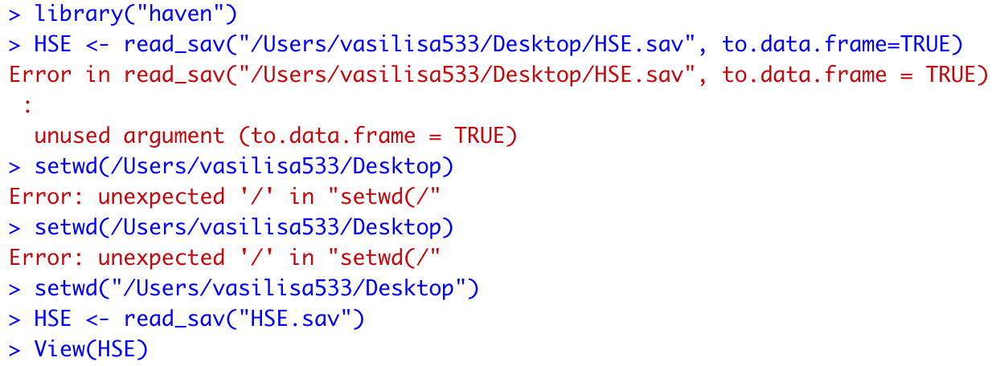 > library("haven")
> HSE <- read_sav("/Users/vasilisa533/Desktop/HSE.sav", to.data.frame=TRUE)
Error in read_sav("/Users/vasilisa533/Desktop/HSE.sav", to.data.frame = TRUE)
 :
  unused argument (to.data.frame = TRUE)
> setwd(/Users/vasilisa533/Desktop)
Error: unexpected '/' in "setwd(/"
> setwd(/Users/vasilisa533/Desktop)
Error: unexpected '/' in "setwd(/"
> setwd("/Users/vasilisa533/Desktop")
> HSE <- read_sav("HSE.sav")
> View(HSE)